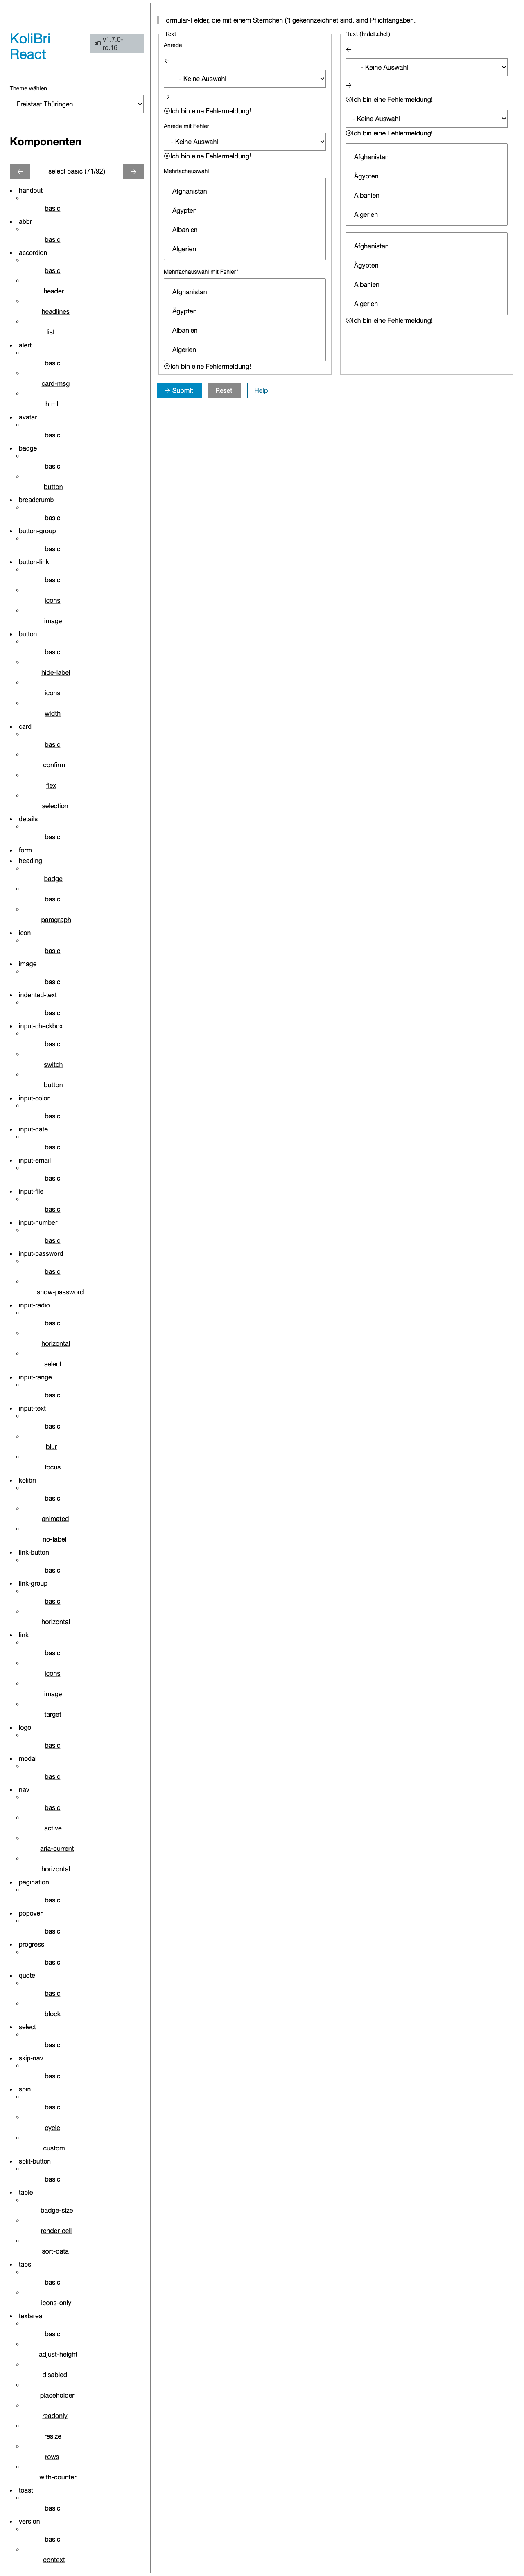 KoliBri
React
v1.7.0-
rc.16
Theme wählen
Freistaat Thüringen
Komponenten
← select basic (71/92) →
handout
basic
abbr
basic
accordion
basic
header
headlines
list
alert
basic
card-msg
html
avatar
basic
badge
basic
button
breadcrumb
basic
button-group
basic
button-link
basic
icons
image
button
basic
hide-label
icons
width
card
basic
confirm
flex
selection
details
basic
form
heading
badge
basic
paragraph
icon
basic
image
basic
indented-text
basic
input-checkbox
basic
switch
button
input-color
basic
input-date
basic
input-email
basic
input-file
basic
input-number
basic
input-password
basic
show-password
input-radio
basic
horizontal
select
input-range
basic
input-text
basic
blur
focus
kolibri
basic
animated
no-label
link-button
basic
link-group
basic
horizontal
link
basic
icons
image
target
logo
basic
modal
basic
nav
basic
active
aria-current
horizontal
pagination
basic
popover
basic
progress
basic
quote
basic
block
select
basic
skip-nav
basic
spin
basic
cycle
custom
split-button
basic
table
badge-size
render-cell
sort-data
tabs
basic
icons-only
textarea
basic
adjust-height
disabled
placeholder
readonly
resize
rows
with-counter
toast
basic
version
basic
context
Formular-Felder, die mit einem Sternchen (*) gekennzeichnet sind, sind Pflichtangaben.
Text
Anrede
←
- Keine Auswahl
→
Ich bin eine Fehlermeldung!
Anrede mit Fehler
- Keine Auswahl
Ich bin eine Fehlermeldung!
Mehrfachauswahl
Afghanistan
Ägypten
Albanien
Algerien
Mehrfachauswahl mit Fehler*
Afghanistan
Ägypten
Albanien
Algerien
Ich bin eine Fehlermeldung!
Text (hideLabel)
←
- Keine Auswahl
→
Ich bin eine Fehlermeldung!
- Keine Auswahl
Ich bin eine Fehlermeldung!
Afghanistan
Ägypten
Albanien
Algerien
Afghanistan
Ägypten
Albanien
Algerien
Ich bin eine Fehlermeldung!
→ Submit
Reset
Help